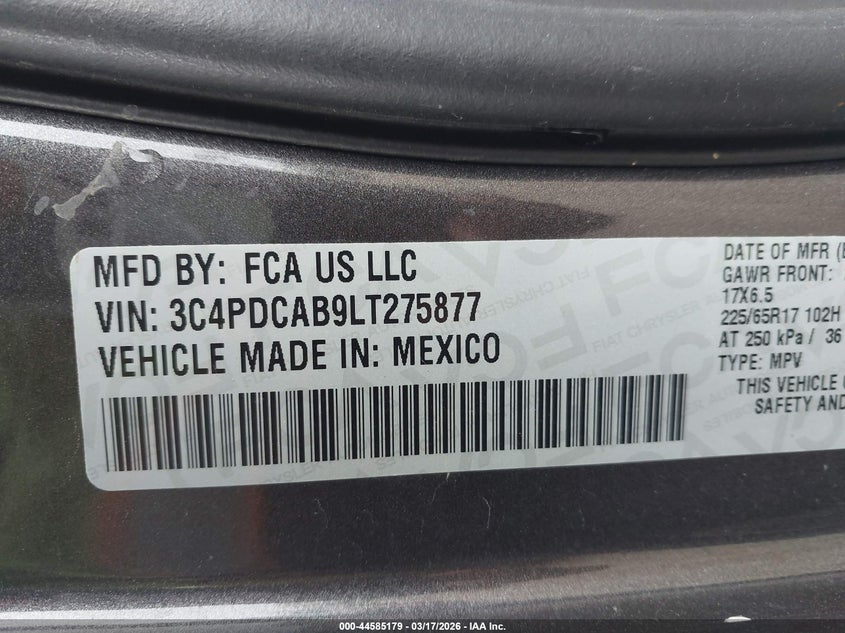 MFD BY: FCA US LLC
VIN: 3C4PDCAB9LT275877
VEHICLE MADE IN: MEXICO
DATE OF MFR
GAWR FRONT:
17X6.5
225/65R17 102H
AT 250 kPa / 36
TYPE: MPV
THIS VEHICLE
SAFETY AND
000-44585179 - 03/17/2026 - IAA Inc.